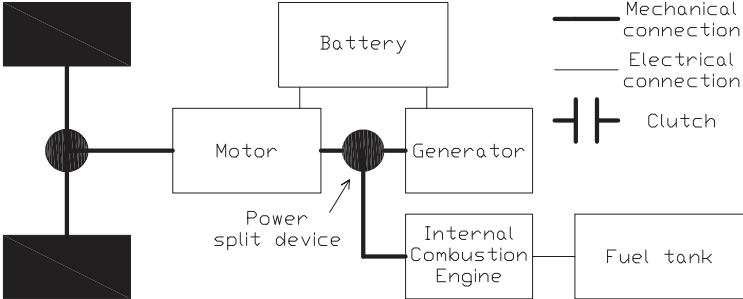 Battery
Mechanical
connection
Electrical
connection
Clutch
Motor
Generator
Power
split device
Internal
Combustion
Engine
Fuel tank